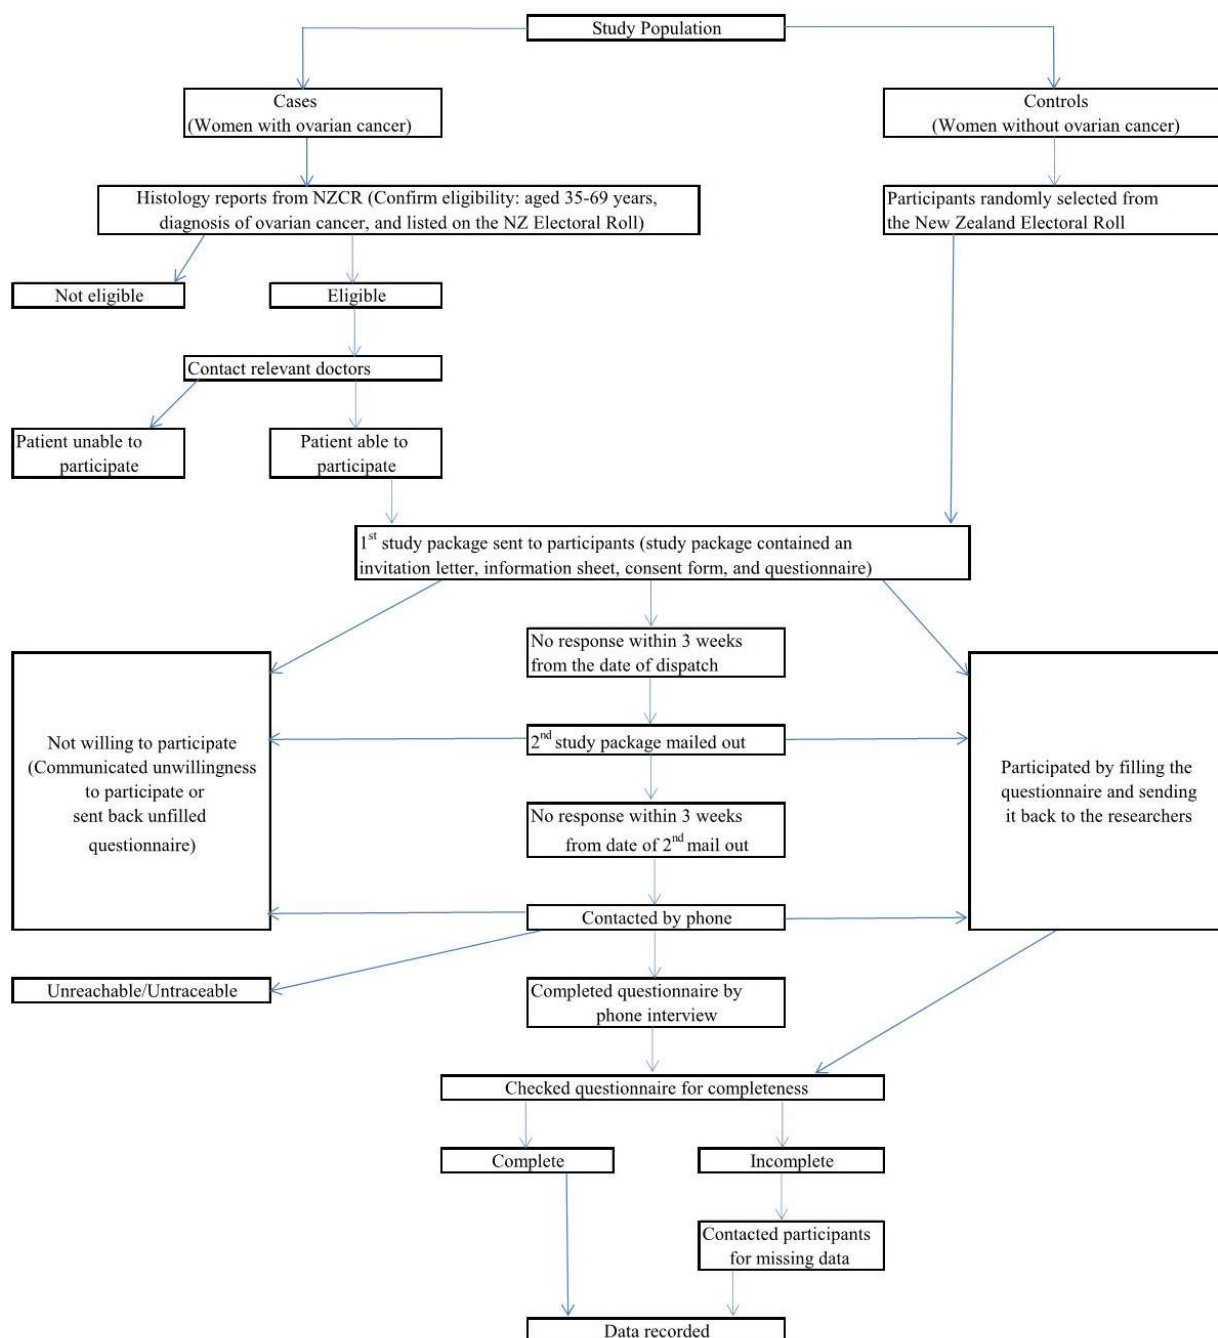 Study Population
Cases
(Women with ovarian cancer)
Controls
(Women without ovarian cancer)
Histology reports from NZCR (Confirm eligibility: aged 35-69 years,
diagnosis of ovarian cancer, and listed on the NZ Electoral Roll)
Participants randomly selected from
the New Zealand Electoral Roll
Not eligible
Eligible
Contact relevant doctors
Patient unable to
participate
Patient able to
participate
1st study package sent to participants (study package contained an
invitation letter, information sheet, consent form, and questionnaire)
No response within 3 weeks
from the date of dispatch
Not willing to participate
(Communicated unwillingness
to participate or
sent back unfilled
questionnaire)
2nd study package mailed out
Participated by filling the
questionnaire and sending
it back to the researchers
No response within 3 weeks
from date of 2nd mail out
Contacted by phone
Unreachable/Untraceable
Completed questionnaire by
phone interview
Checked questionnaire for completeness
Complete
Incomplete
Contacted participants
for missing data
Data recorded